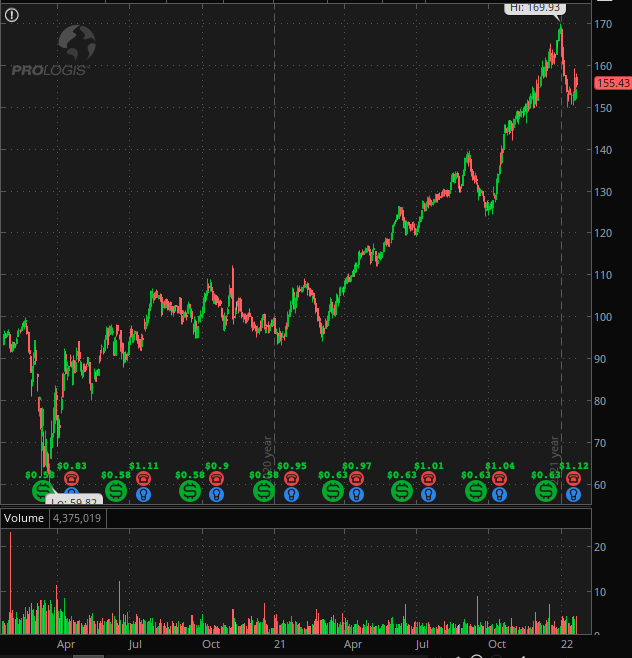 Hi: 169.93
170
PROLOGIS
160
155.43
150
140
130
120
110
100
90
80
70
60
$0.83 $1.11 $0.9 $0.95 $0.97 $1.01 $1.04 $1.12
$0.58 $0.58 $0.58 $0.63 $0.63 $0.63 $0.63
Lo: 59.82
Volume 4,375,019
20
10
Apr Jul Oct 21 Apr Jul Oct 22